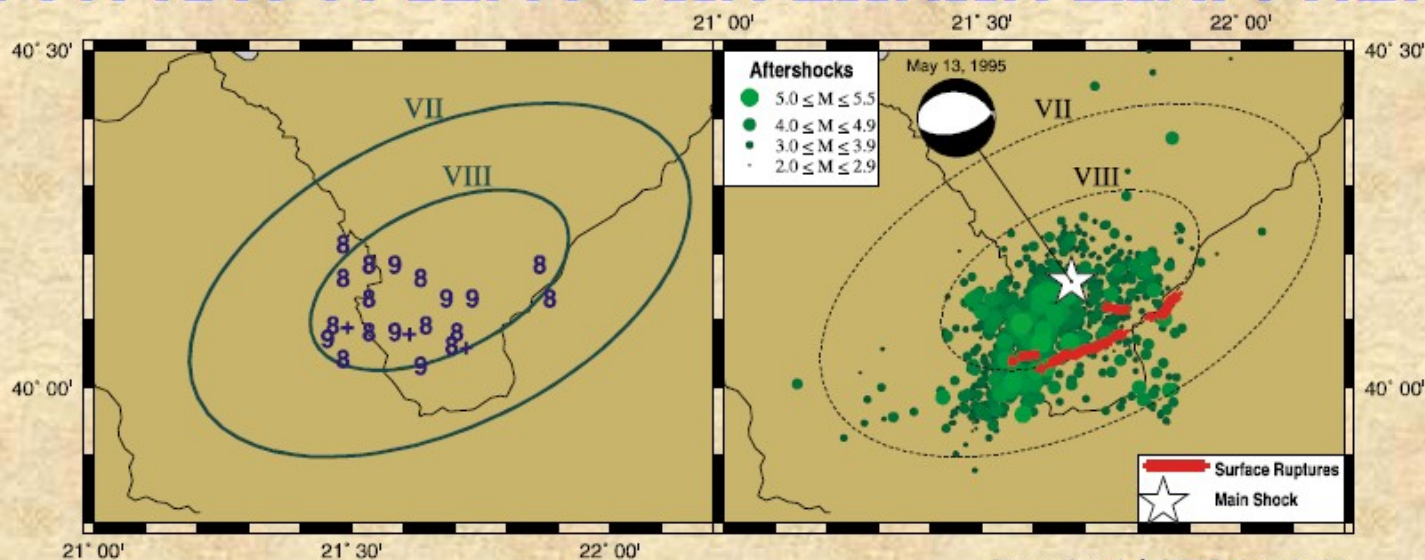 21° 00' 21° 30' 22° 00'
40° 30' 40° 30'
VII
VIII
8
8 9
8 8
8 9 9 8
8
8+ 8 9+ 8 8
9 8+
8 9
40° 00' 40° 00'
21° 00' 21° 30' 22° 00'
Aftershocks
5.0 ≤ M ≤ 5.5
4.0 ≤ M ≤ 4.9
3.0 ≤ M ≤ 3.9
2.0 ≤ M ≤ 2.9
May 13, 1995
VII
VIII
Surface Ruptures
Main Shock